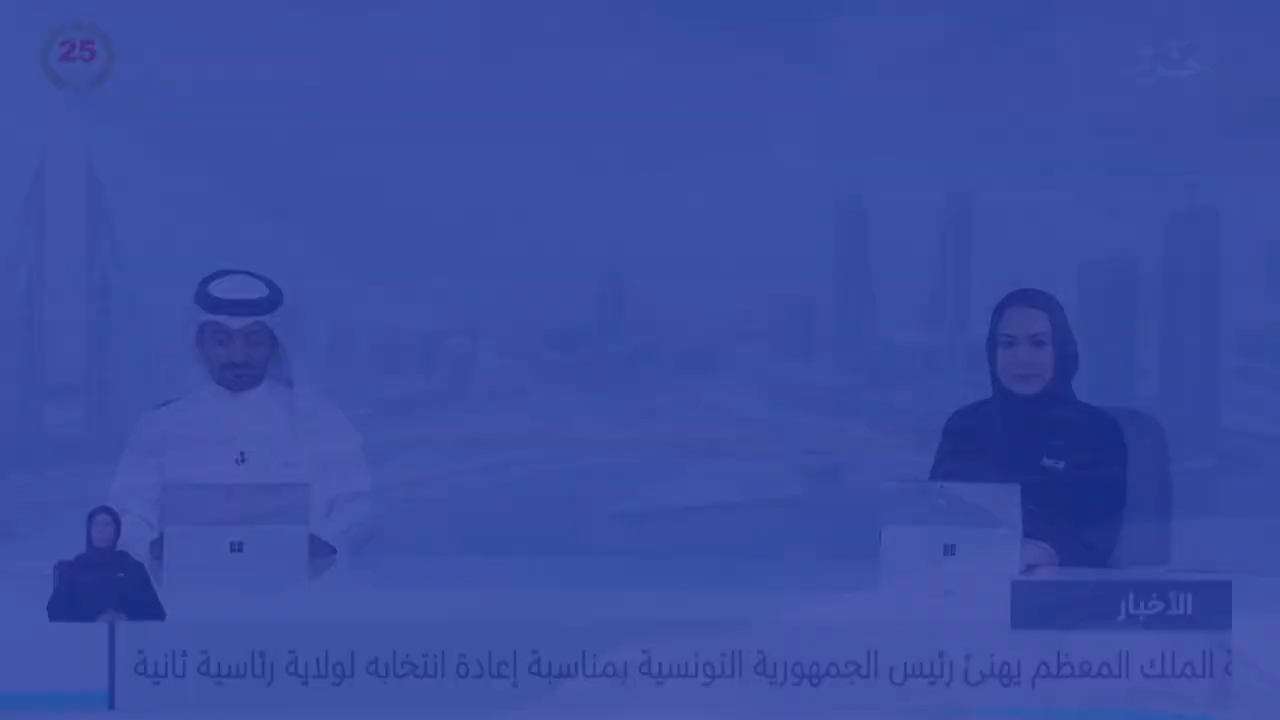 25
الأخبار
الملك المعظم يهنئ رئيس الجمهورية التونسية بمناسبة إعادة انتخابه لولاية رئاسية ثانية